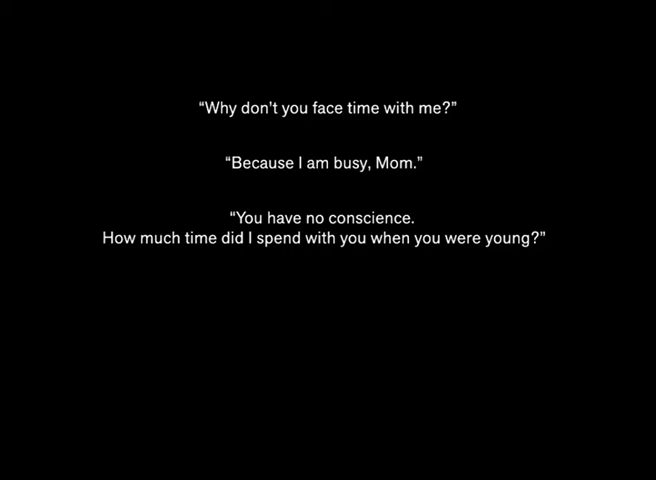 “Why don't you face time with me?”
“Because I am busy, Mom.”
“You have no conscience.
How much time did I spend with you when you were young?”